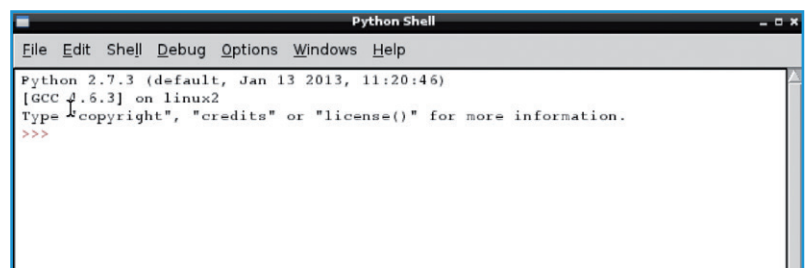 Python Shell
File Edit Shell Debug Options Windows Help
Python 2.7.3 (default, Jan 13 2013, 11:20:46)
[GCC 4.6.3] on linux2
Type "copyright", "credits" or "license()" for more information.
>>>